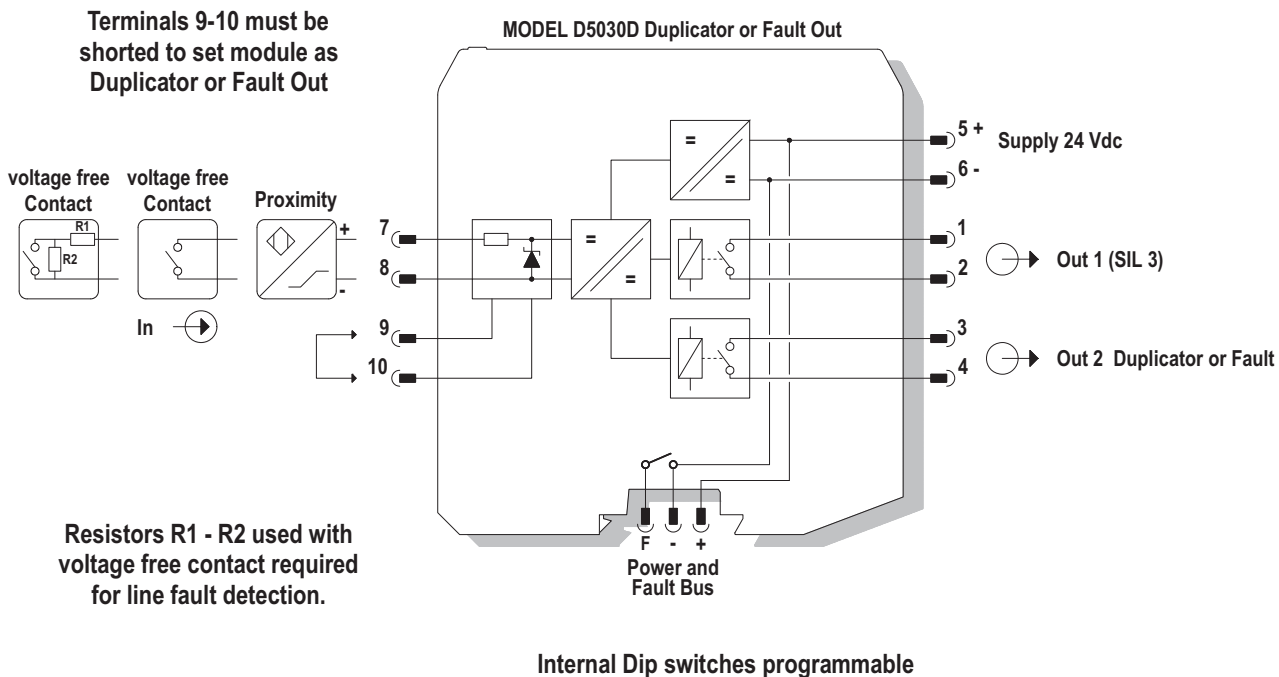 Terminals 9-10 must be
shorted to set module as
Duplicator or Fault Out
MODEL D5030D Duplicator or Fault Out
voltage free
Contact
R1
R2
voltage free
Contact
In
Proximity
+
-
7
8
9
10
=
=
=
=
5 +
Supply 24 Vdc
6 -
1
2
Out 1 (SIL 3)
3
4
Out 2 Duplicator or Fault
F - +
Power and
Fault Bus
Resistors R1 - R2 used with
voltage free contact required
for line fault detection.
Internal Dip switches programmable